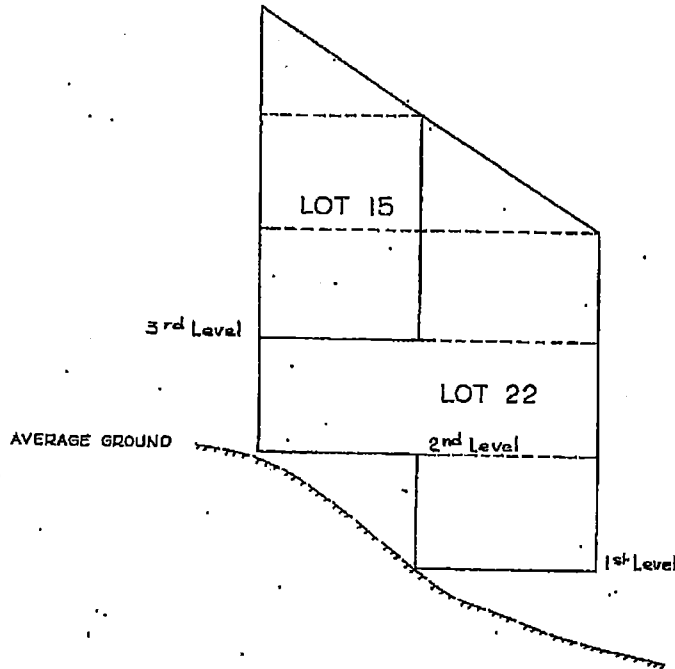 LOT 15
3rd Level
LOT 22
AVERAGE GROUND
2nd Level
1st Level